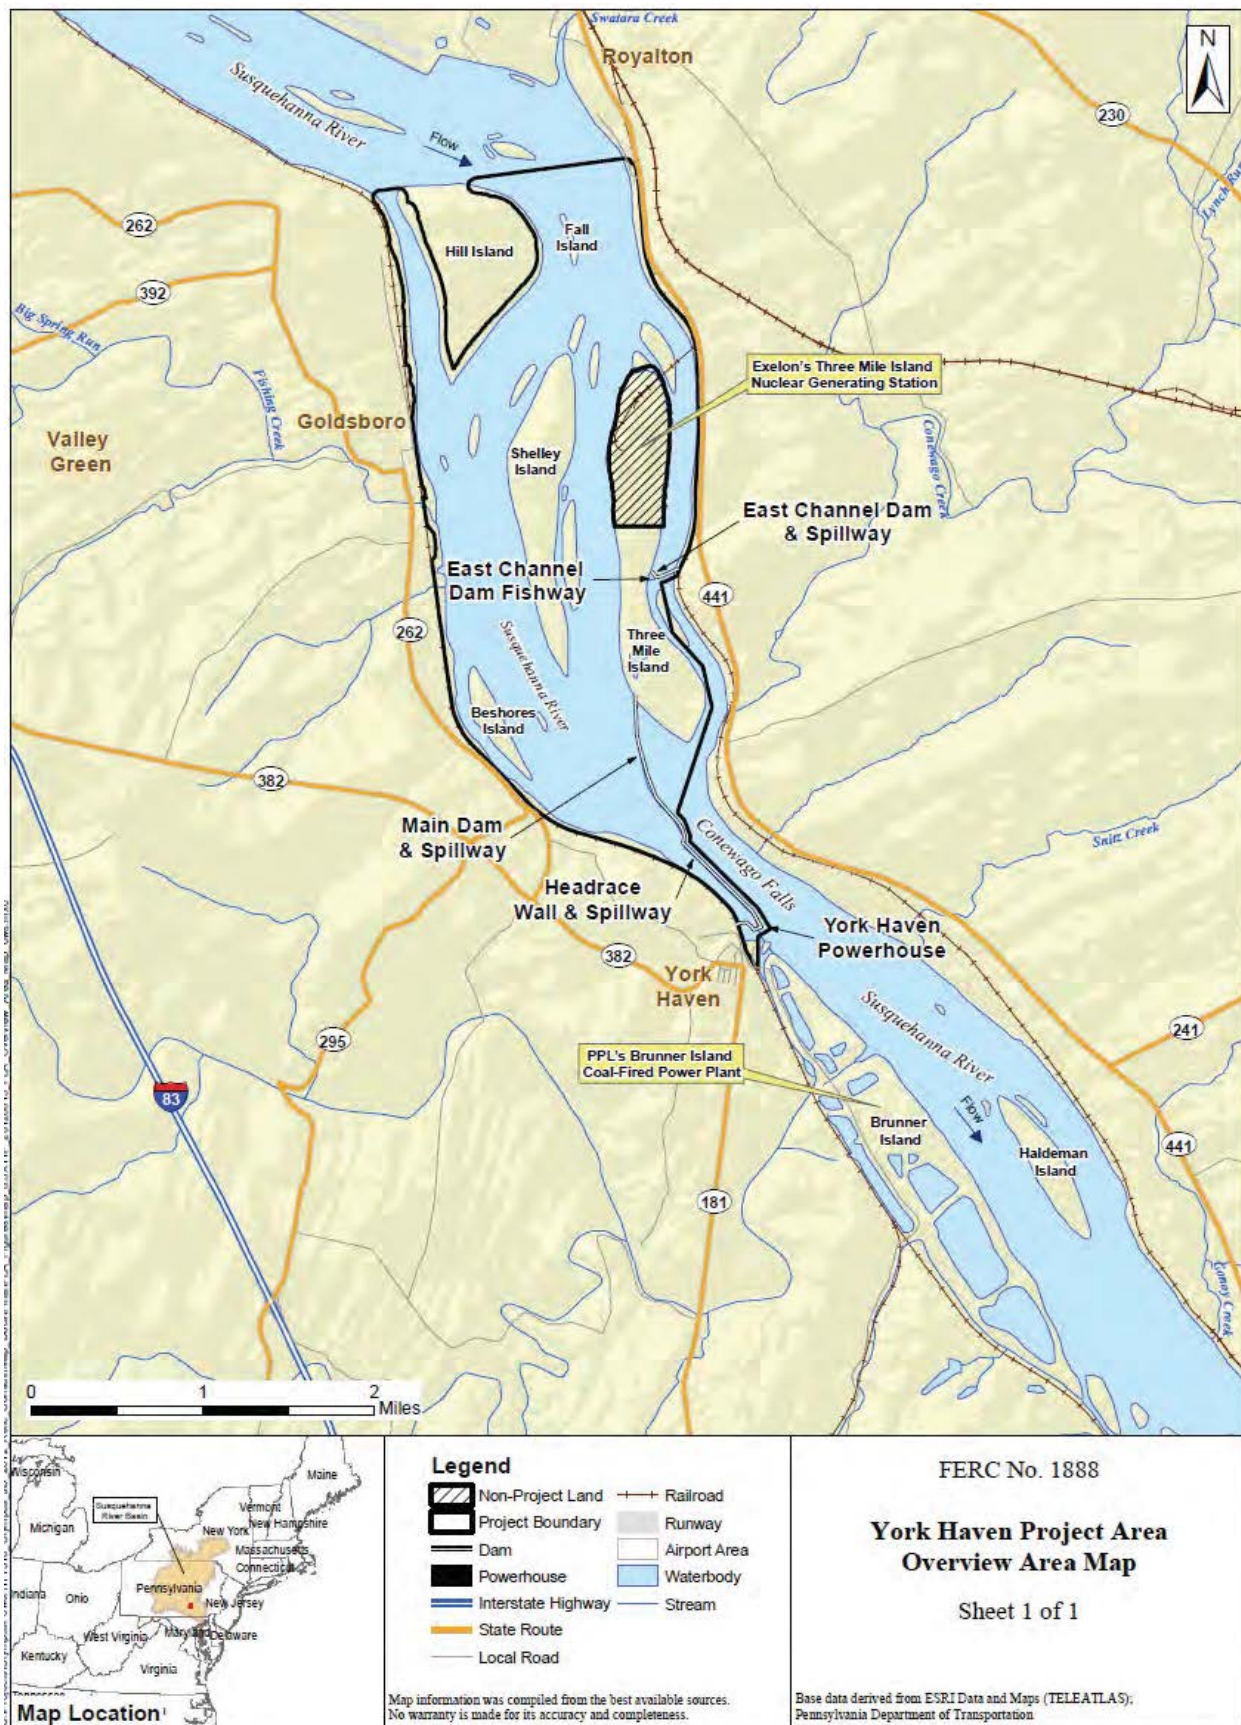 Swatara Creek
Royalton
N
Susquehanna River
Flow
230
Lynch Run
262
Hill Island
Fall
Island
392
Big Spring Run
Fishing Creek
Exelon's Three Mile Island
Nuclear Generating Station
Goldsboro
Valley
Green
Conewago Creek
Shelley
Island
East Channel Dam
& Spillway
East Channel
Dam Fishway
441
262
Susquehanna River
Three
Mile
Island
Beshores
Island
382
Main Dam
& Spillway
Conewago Falls
Snitz Creek
Headrace
Wall & Spillway
York Haven
Powerhouse
382
York
Haven
Susquehanna River
241
295
PPL's Brunner Island
Coal-Fired Power Plant
83
Flow
Brunner
Island
Haldeman
Island
441
181
Conoy Creek
0 1 2
Miles
Wisconsin
Michigan
Indiana
Ohio
Kentucky
West Virginia
Virginia
Maryland
Delaware
New Jersey
Pennsylvania
New York
Connecticut
Massachusetts
New Hampshire
Vermont
Maine
Susquehanna
River Basin
Map Location
Legend
Non-Project Land
Project Boundary
Dam
Powerhouse
Interstate Highway
State Route
Local Road
Railroad
Runway
Airport Area
Waterbody
Stream
Map information was compiled from the best available sources.
No warranty is made for its accuracy and completeness.
FERC No. 1888
York Haven Project Area
Overview Area Map
Sheet 1 of 1
Base data derived from ESRI Data and Maps (TELEATLAS);
Pennsylvania Department of Transportation